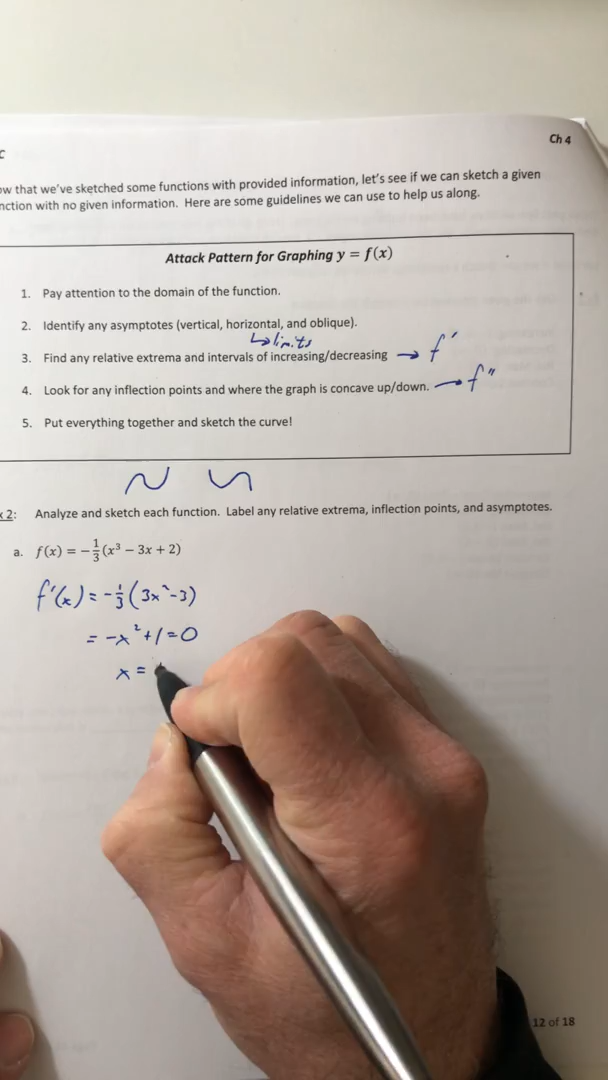 Ch 4
ow that we've sketched some functions with provided information, let's see if we can sketch a given
nction with no given information. Here are some guidelines we can use to help us along.
Attack Pattern for Graphing y = f(x)
1. Pay attention to the domain of the function.
2. Identify any asymptotes (vertical, horizontal, and oblique).
↳limits
3. Find any relative extrema and intervals of increasing/decreasing → f'
4. Look for any inflection points and where the graph is concave up/down. → f"
5. Put everything together and sketch the curve!
x 2: Analyze and sketch each function. Label any relative extrema, inflection points, and asymptotes.
a. f(x) = −1/3(x³ − 3x + 2)
f'(x) = -1/3(3x²-3)
= -x²+1=0
x =
12 of 18